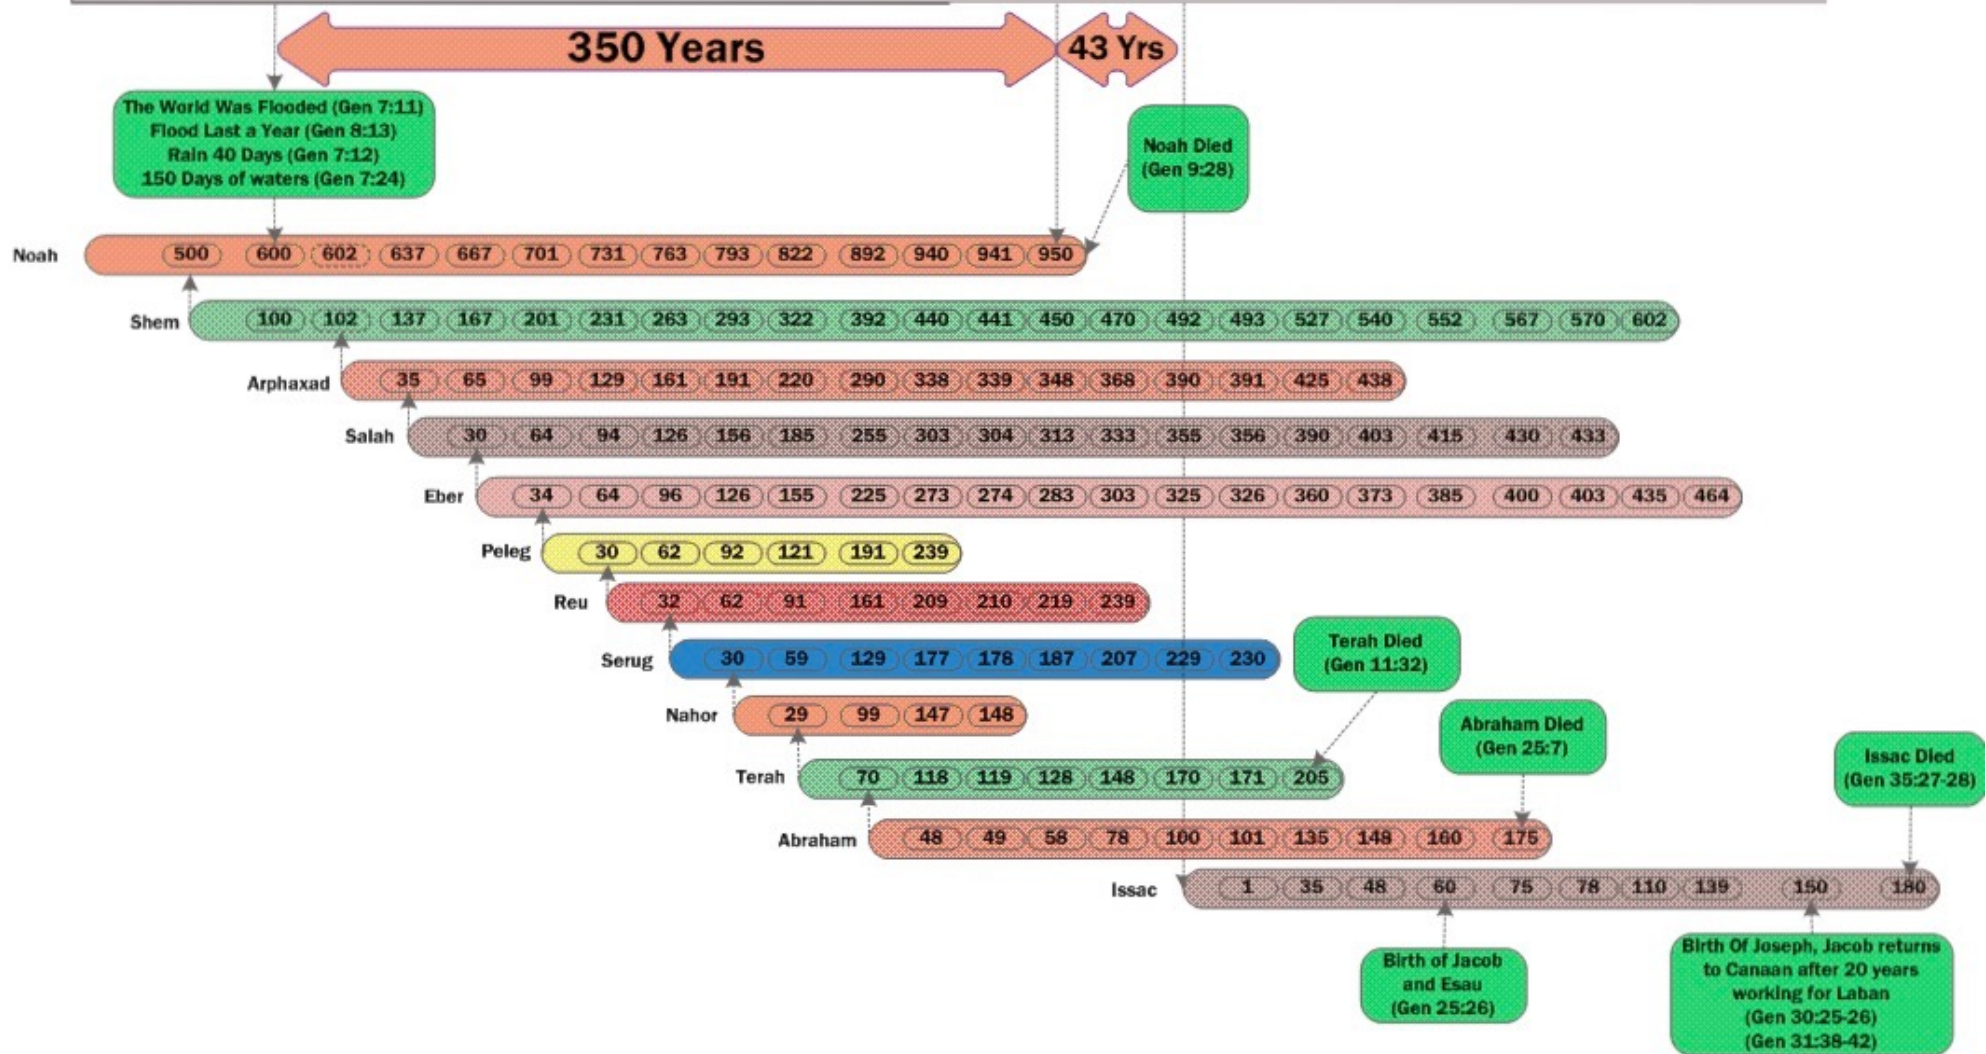 350 Years
43 Yrs
The World Was Flooded (Gen 7:11)
Flood Last a Year (Gen 8:13)
Rain 40 Days (Gen 7:12)
150 Days of waters (Gen 7:24)
Noah Died
(Gen 9:28)
Noah 500 600 602 637 667 701 731 763 793 822 892 940 941 950
Shem 100 102 137 167 201 231 263 293 322 392 440 441 450 470 492 493 527 540 552 567 570 602
Arphaxad 35 65 99 129 161 191 220 290 338 339 348 368 390 391 425 438
Salah 30 64 94 126 156 185 255 303 304 313 333 355 356 390 403 415 430 433
Eber 34 64 96 126 155 225 273 274 283 303 325 326 360 373 385 400 403 435 464
Peleg 30 62 92 121 191 239
Reu 32 62 91 161 209 210 219 239
Serug 30 59 129 177 178 187 207 229 230
Terah Died
(Gen 11:32)
Nahor 29 99 147 148
Abraham Died
(Gen 25:7)
Issac Died
(Gen 35:27-28)
Terah 70 118 119 128 148 170 171 205
Abraham 48 49 58 78 100 101 135 148 160 175
Issac 1 35 48 60 75 78 110 139 150 180
Birth of Jacob
and Esau
(Gen 25:26)
Birth Of Joseph, Jacob returns
to Canaan after 20 years
working for Laban
(Gen 30:25-26)
(Gen 31:38-42)